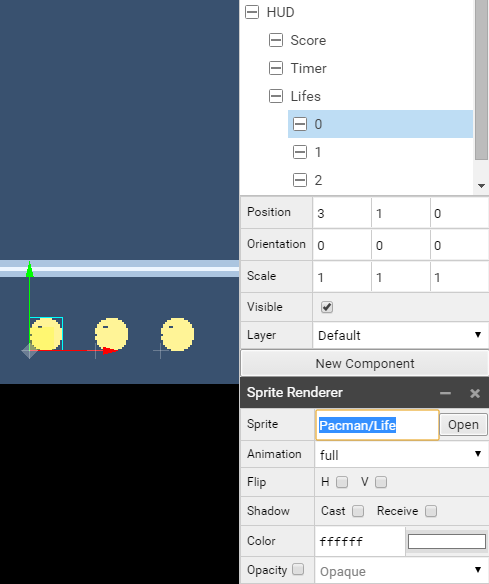 HUD
Score
Timer
Lifes
0
1
2
Position 3 1 0
Orientation 0 0 0
Scale 1 1 1
Visible
Layer Default
New Component
Sprite Renderer
Sprite Pacman/Life Open
Animation full
Flip H V
Shadow Cast Receive
Color ffffff
Opacity Opaque